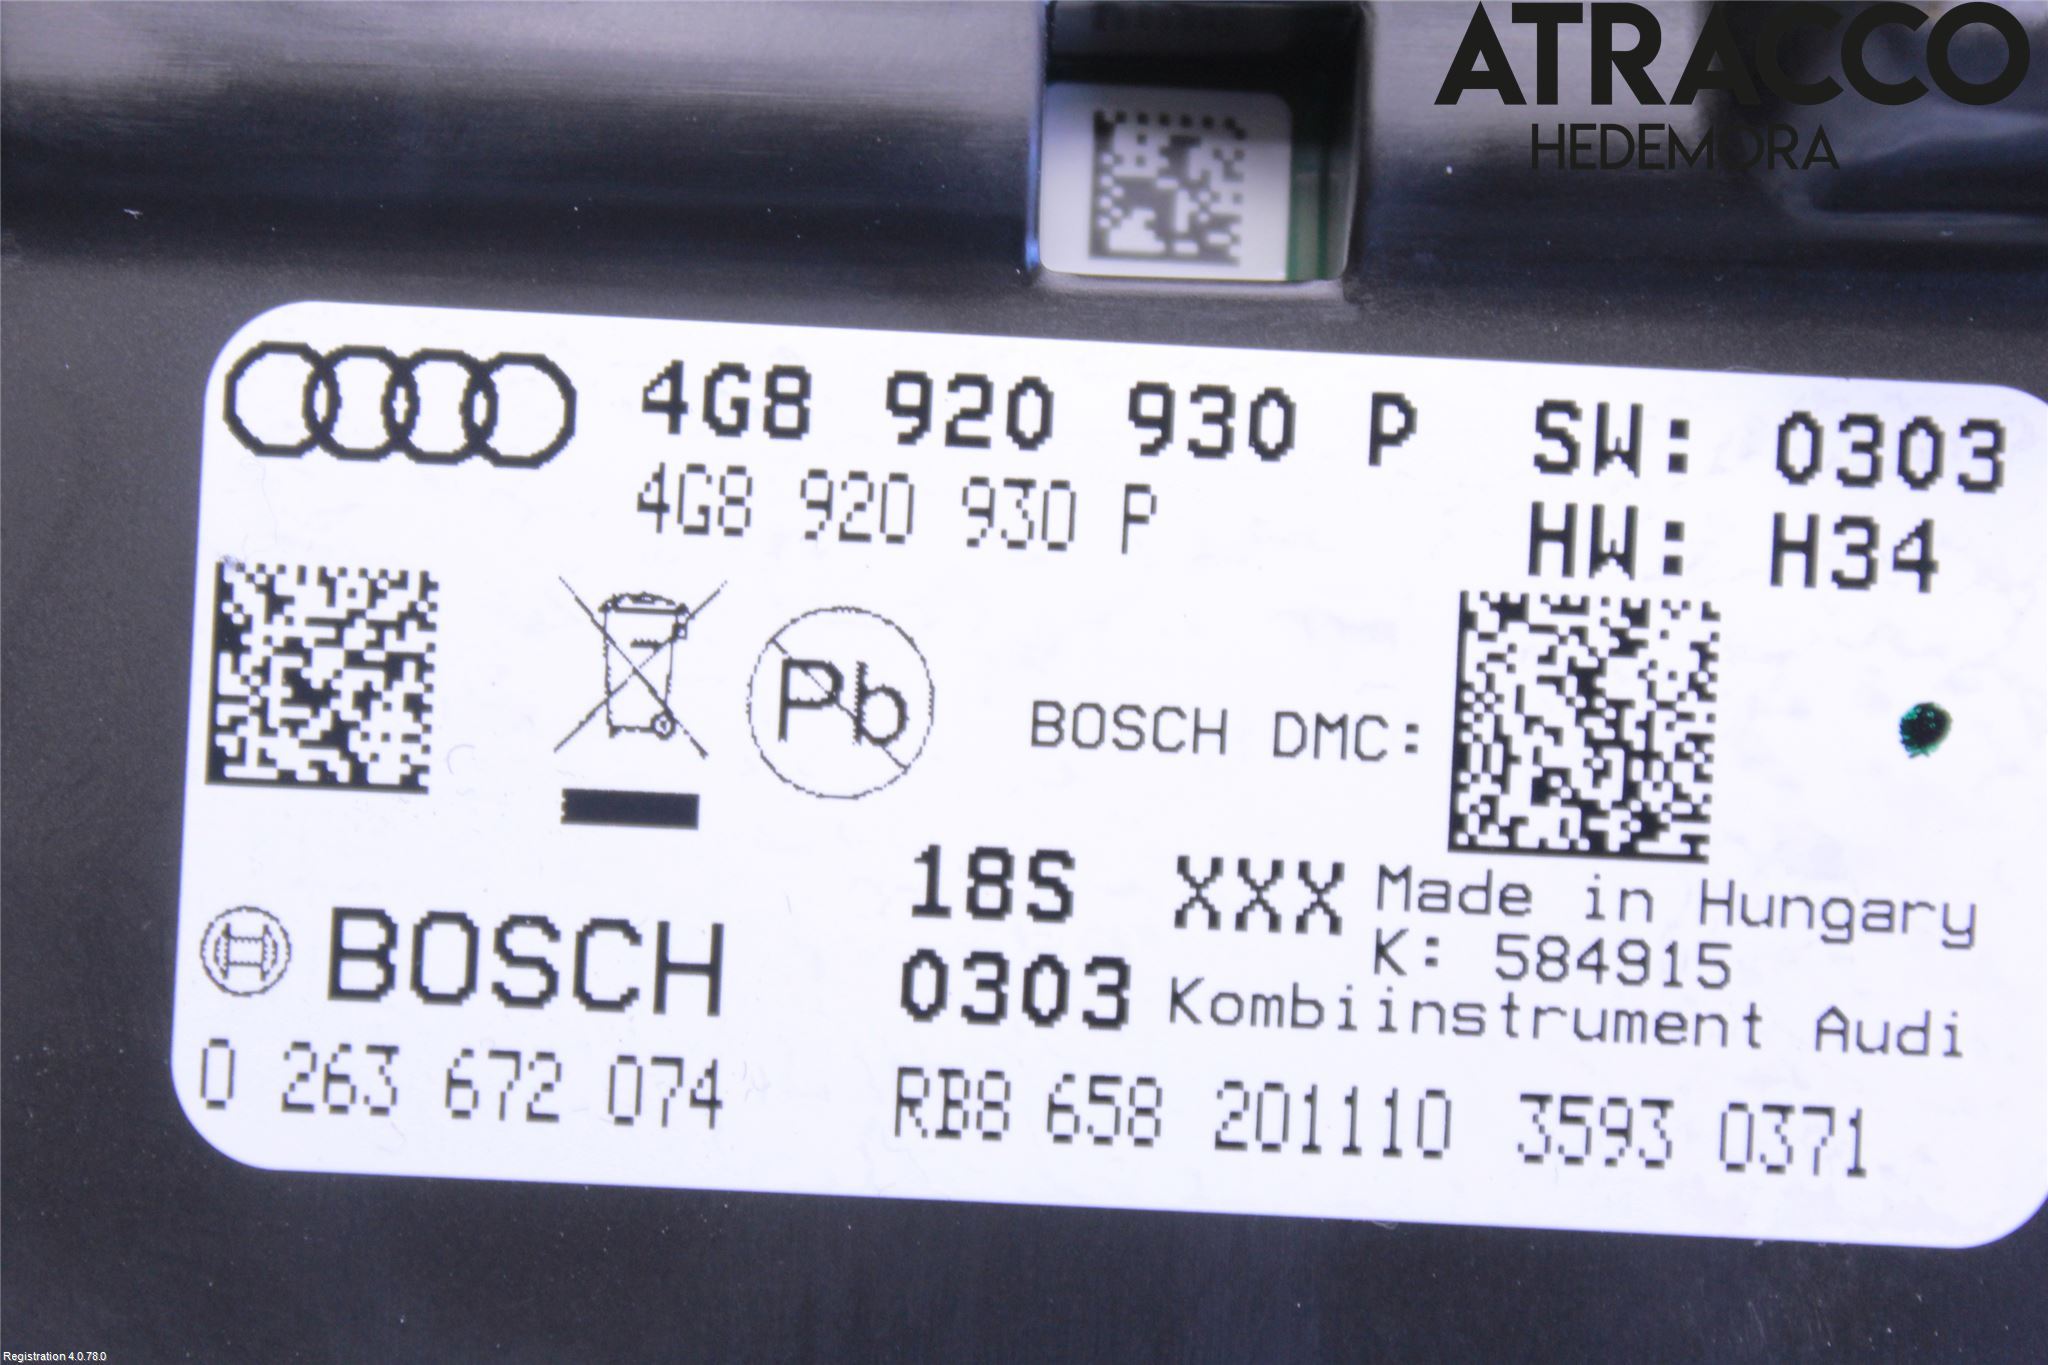 ATRACCO
HEDEMORA
4G8 920 930 P SW: 0303
4G8 920 930 P HW: H34
Pb
BOSCH DMC:
18S XXX Made in Hungary
K: 584915
BOSCH 0303 Kombiinstrument Audi
0 263 672 074 RB8 658 201110 3593 0371
Registration 4.0.78.0